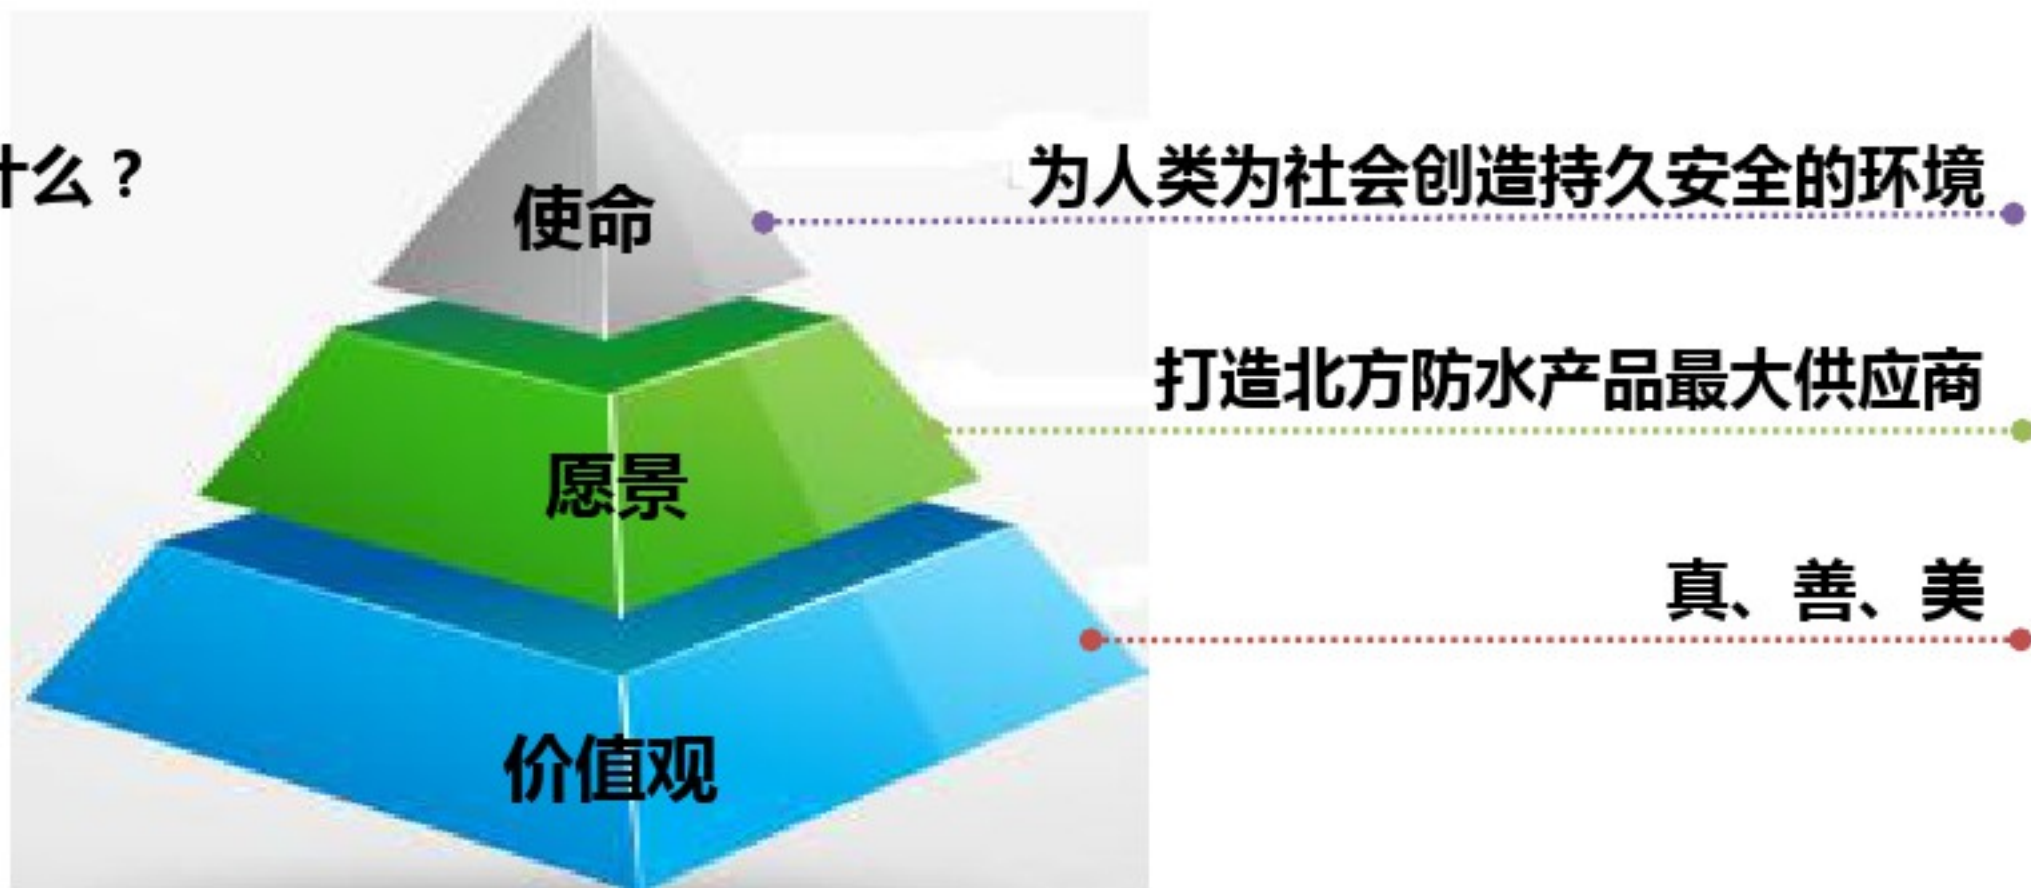 什么？
使命
为人类为社会创造持久安全的环境
愿景
打造北方防水产品最大供应商
价值观
真、善、美